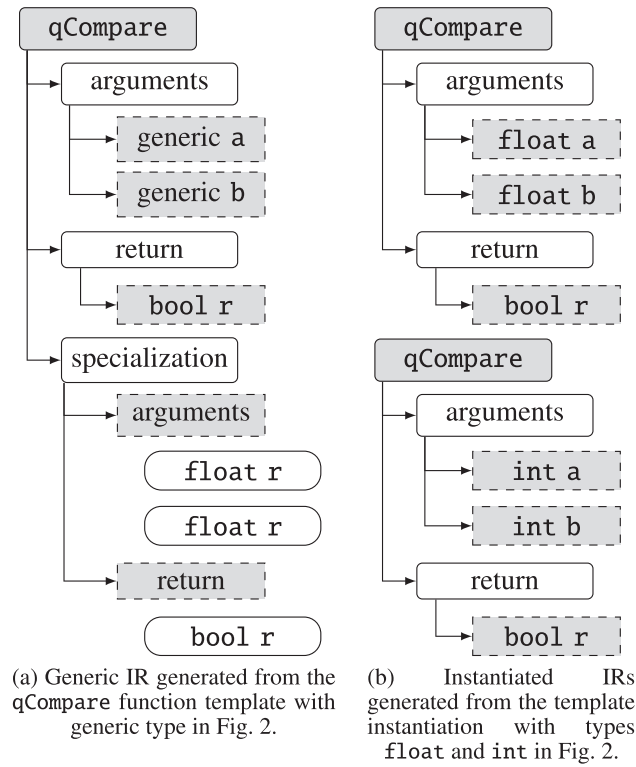 qCompare
arguments
generic a
generic b
return
bool r
specialization
arguments
float r
float r
return
bool r
(a) Generic IR generated from the
qCompare function template with
generic type in Fig. 2.
qCompare
arguments
float a
float b
return
bool r
qCompare
arguments
int a
int b
return
bool r
(b) Instantiated IRs
generated from the template
instantiation with types
float and int in Fig. 2.